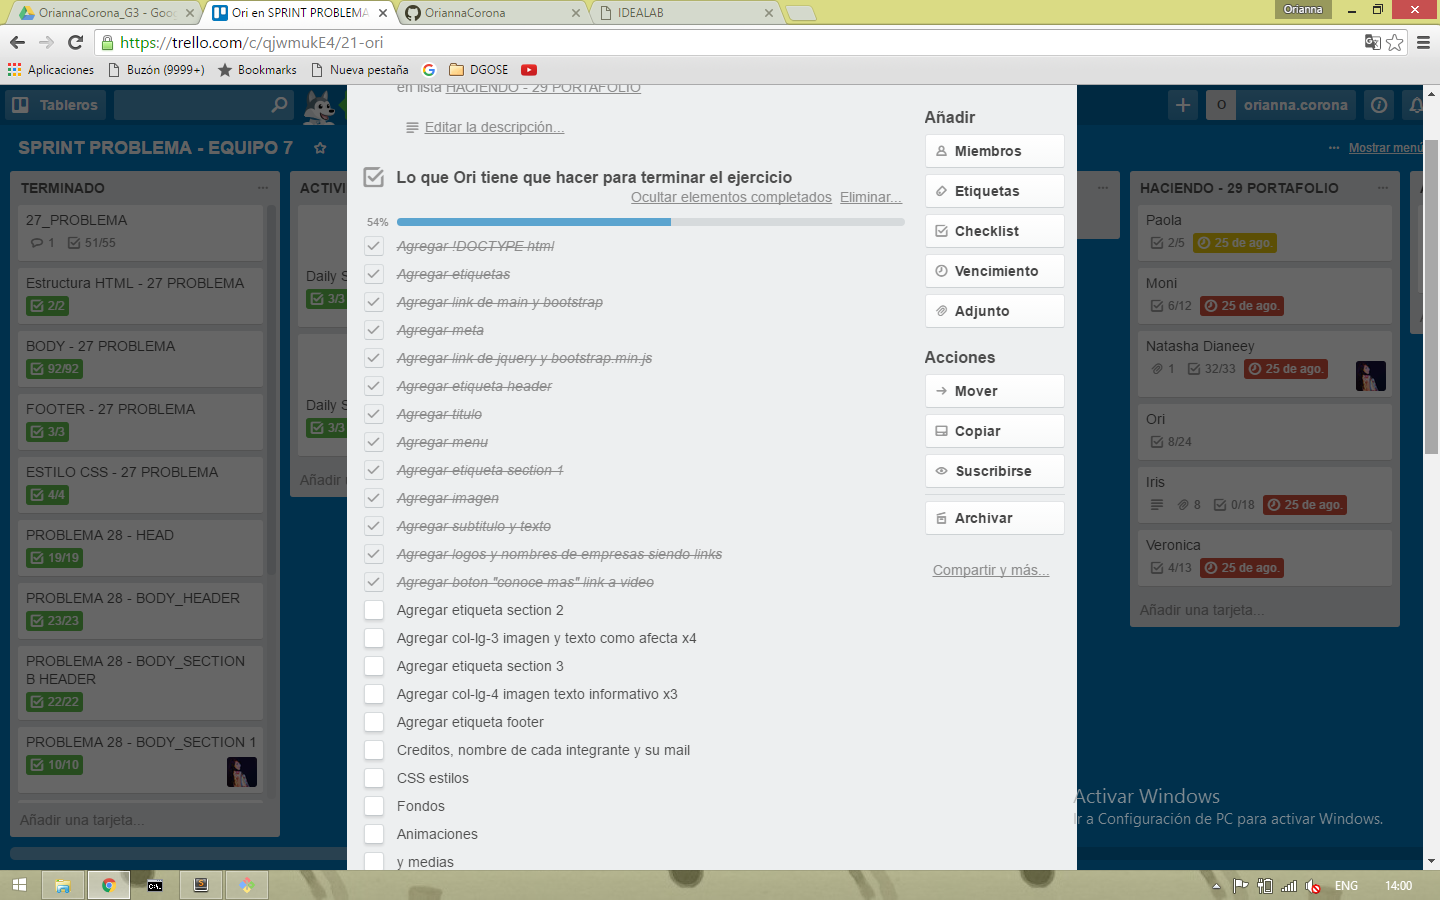 OriannaCorona_G3 - Goo
Ori en SPRINT PROBLEMA
OriannaCorona
IDEALAB
Orianna
https://trello.com/c/qjwmukE4/21-ori
Aplicaciones
Buzón (9999+)
Bookmarks
Nueva pestaña
DGOSE
Tableros
O
orianna.corona
SPRINT PROBLEMA - EQUIPO 7
Mostrar menú
TERMINADO
27_PROBLEMA
1
51/55
Estructura HTML - 27 PROBLEMA
2/2
BODY - 27 PROBLEMA
92/92
FOOTER - 27 PROBLEMA
3/3
ESTILO CSS - 27 PROBLEMA
4/4
PROBLEMA 28 - HEAD
19/19
PROBLEMA 28 - BODY_HEADER
23/23
PROBLEMA 28 - BODY_SECTION
B HEADER
22/22
PROBLEMA 28 - BODY_SECTION 1
10/10
Añadir una tarjeta...
ACTIVI
Daily S
3/3
Daily S
3/3
Añadir u
en lista HACIENDO - 29 PORTAFOLIO
Editar la descripción...
Lo que Ori tiene que hacer para terminar el ejercicio
Ocultar elementos completados
Eliminar...
54%
Agregar !DOCTYPE html
Agregar etiquetas
Agregar link de main y bootstrap
Agregar meta
Agregar link de jquery y bootstrap.min.js
Agregar etiqueta header
Agregar titulo
Agregar menu
Agregar etiqueta section 1
Agregar imagen
Agregar subtitulo y texto
Agregar logos y nombres de empresas siendo links
Agregar boton "conoce mas" link a video
Agregar etiqueta section 2
Agregar col-lg-3 imagen y texto como afecta x4
Agregar etiqueta section 3
Agregar col-lg-4 imagen texto informativo x3
Agregar etiqueta footer
Creditos, nombre de cada integrante y su mail
CSS estilos
Fondos
Animaciones
y medias
Añadir
Miembros
Etiquetas
Checklist
Vencimiento
Adjunto
Acciones
Mover
Copiar
Suscribirse
Archivar
Compartir y más...
HACIENDO - 29 PORTAFOLIO
Paola
2/5
25 de ago.
Moni
6/12
25 de ago.
Natasha Dianeey
1
32/33
25 de ago.
Ori
8/24
Iris
8
0/18
25 de ago.
Veronica
4/13
25 de ago.
Añadir una tarjeta...
Activar Windows
Ir a Configuración de PC para activar Windows.
ENG
14:00